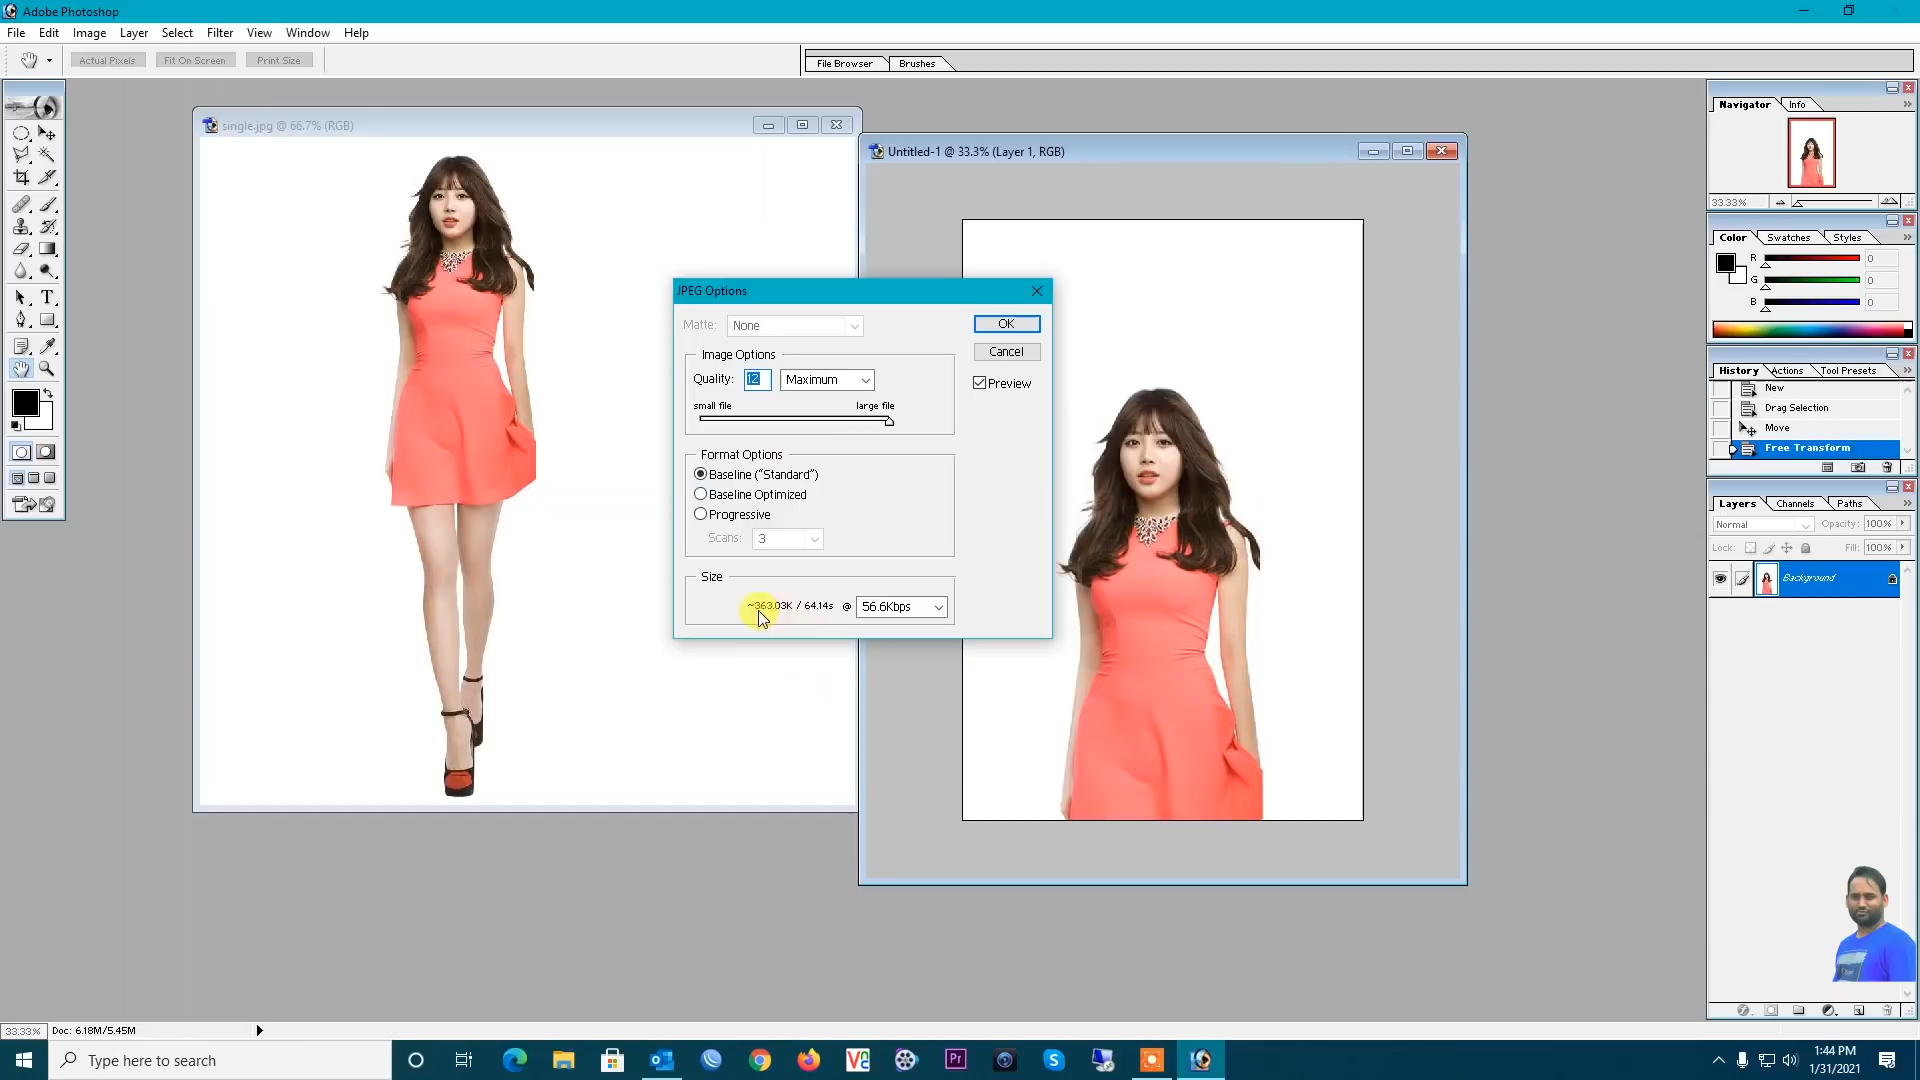 Adobe Photoshop
File Edit Image Layer Select Filter View Window Help
Actual Pixels Fit On Screen Print Size File Browser Brushes
single.jpg @ 66.7% (RGB)
Untitled-1 @ 33.3% (Layer 1, RGB)
JPEG Options
Matte: None
OK
Image Options
Cancel
Quality: 12 Maximum
Preview
small file large file
Format Options
Baseline ("Standard")
Baseline Optimized
Progressive
Scans: 3
Size
~363.03K / 64.14s @ 56.6Kbps
Navigator Info
33.33%
Color Swatches Styles
R 0
G 0
B 0
History Actions Tool Presets
New
Drag Selection
Move
Free Transform
Layers Channels Paths
Normal Opacity: 100%
Lock: Fill: 100%
Background
33.33% Doc: 6.18M/5.45M
Type here to search
1:44 PM
1/31/2021